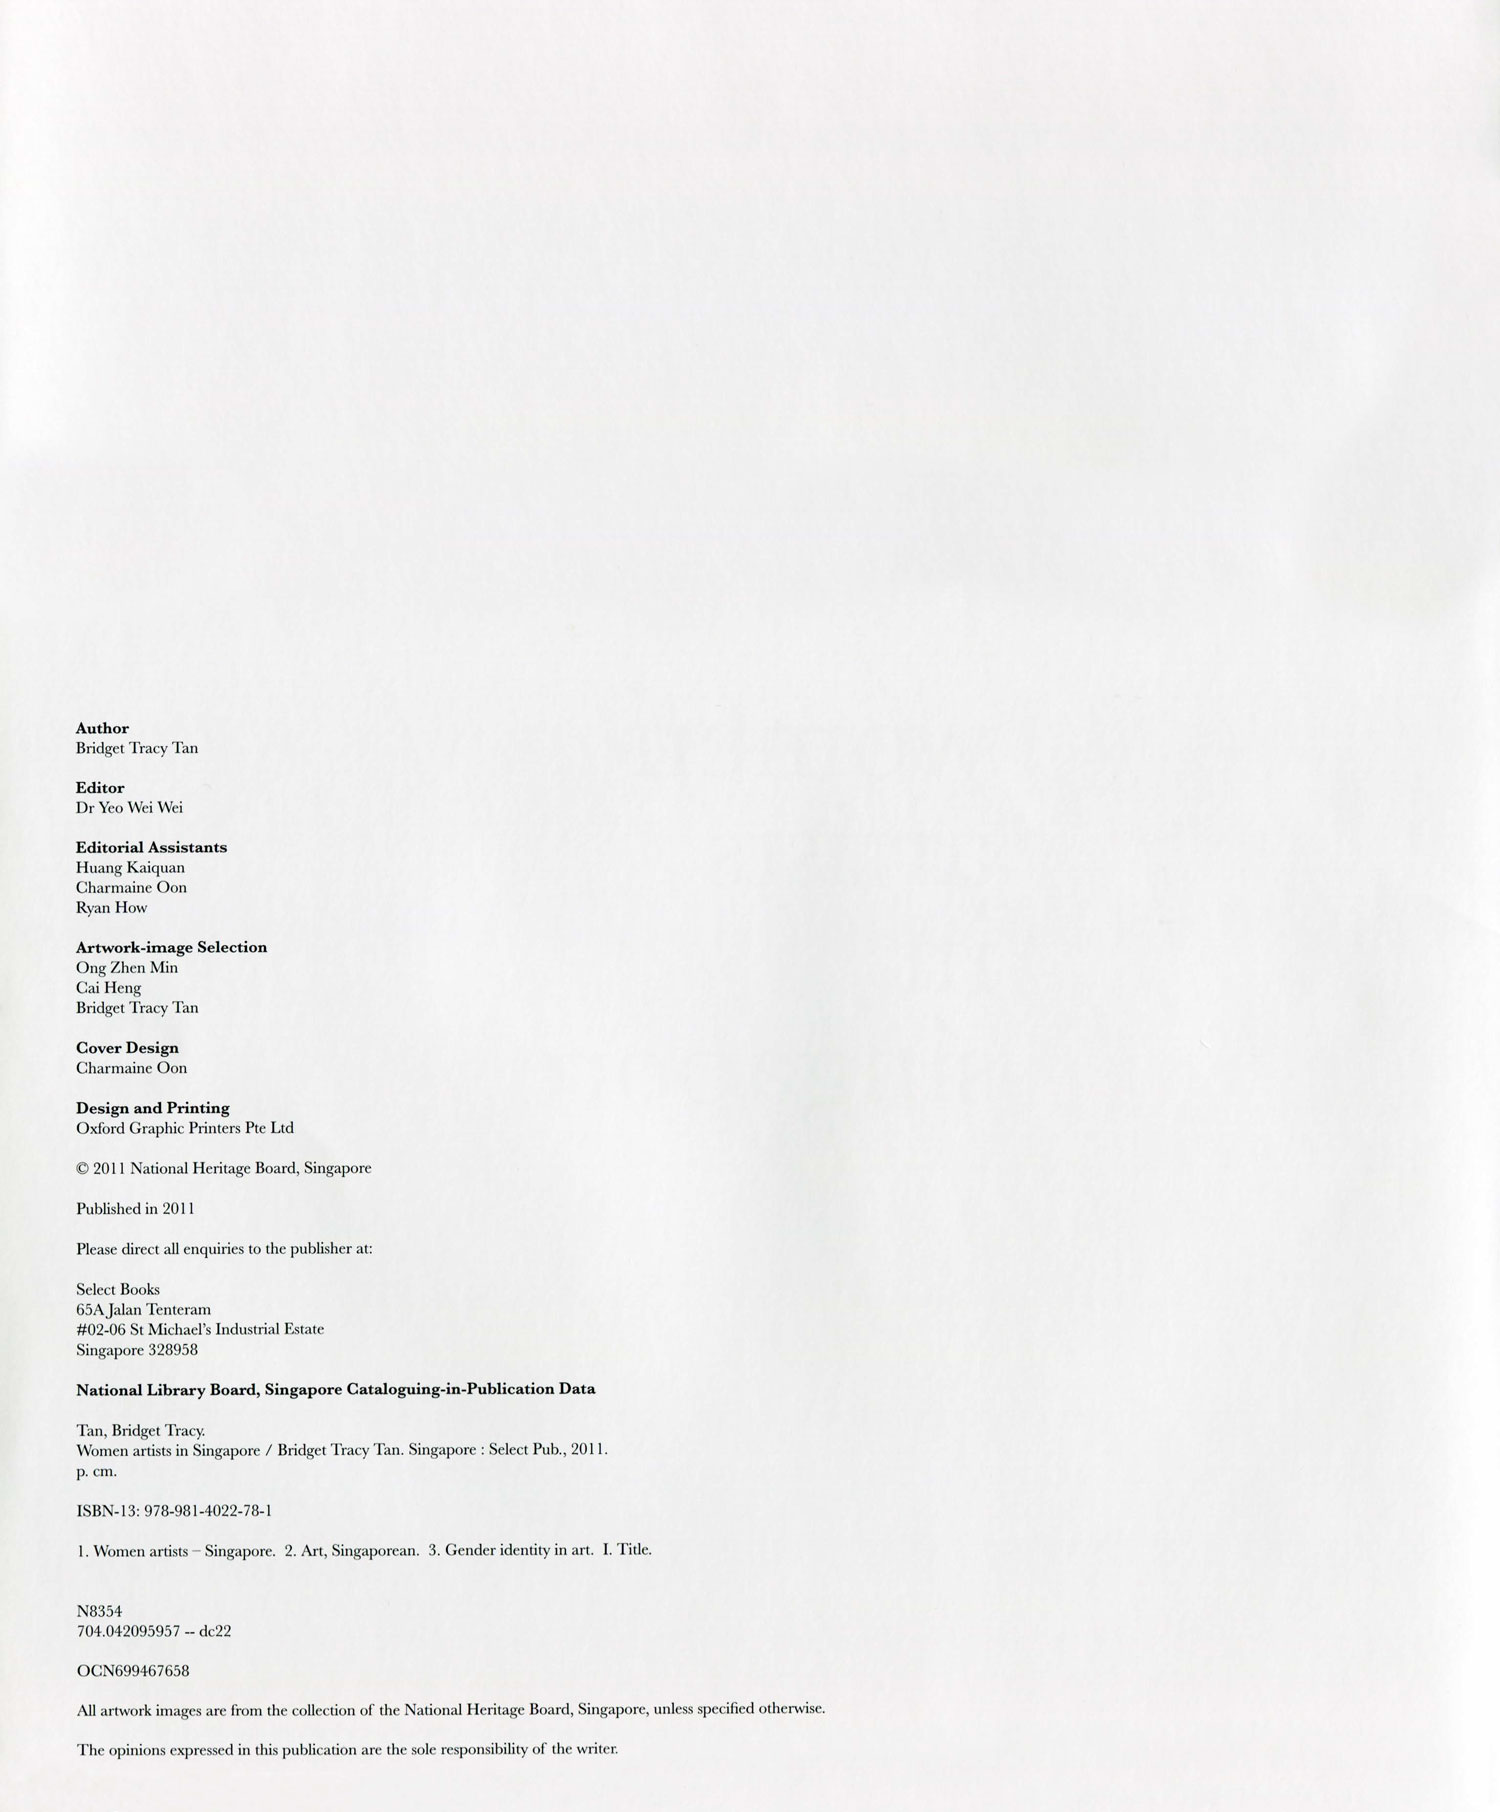 Author
Bridget Tracy Tan
Editor
Dr Yeo Wei Wei
Editorial Assistants
Huang Kaiquan
Charmaine Oon
Ryan How
Artwork-image Selection
Ong Zhen Min
Cai Heng
Bridget Tracy Tan
Cover Design
Charmaine Oon
Design and Printing
Oxford Graphic Printers Pte Ltd
© 2011 National Heritage Board, Singapore
Published in 2011
Please direct all enquiries to the publisher at:
Select Books
65A Jalan Tenteram
#02-06 St Michael's Industrial Estate
Singapore 328958
National Library Board, Singapore Cataloguing-in-Publication Data
Tan, Bridget Tracy.
Women artists in Singapore / Bridget Tracy Tan. Singapore : Select Pub., 2011.
p. cm.
ISBN-13: 978-981-4022-78-1
1. Women artists – Singapore. 2. Art, Singaporean. 3. Gender identity in art. I. Title.
N8354
704.042095957 -- dc22
OCN699467658
All artwork images are from the collection of the National Heritage Board, Singapore, unless specified otherwise.
The opinions expressed in this publication are the sole responsibility of the writer.